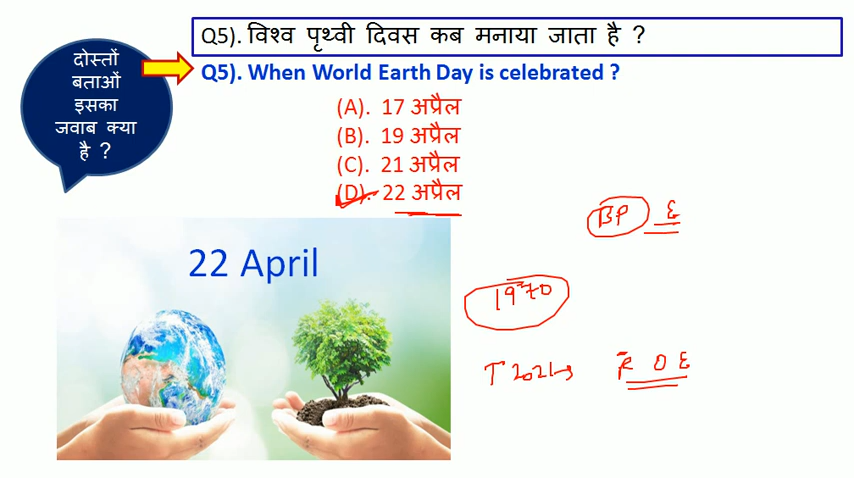 Q5). विश्व पृथ्वी दिवस कब मनाया जाता है ?
दोस्तों
बताओं
इसका
जवाब क्या
है ?
Q5). When World Earth Day is celebrated ?
(A). 17 अप्रैल
(B). 19 अप्रैल
(C). 21 अप्रैल
(D). 22 अप्रैल
BP E
22 April
1970
T 2021 → R O E